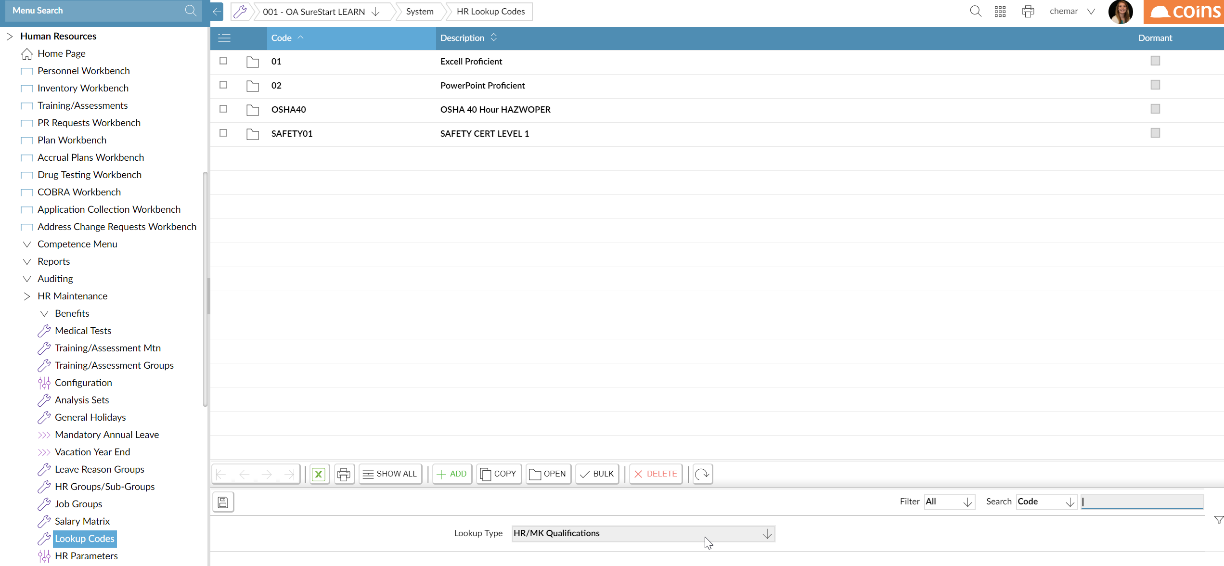 Menu Search
001 - OA SureStart LEARN
System
HR Lookup Codes
chemar
coins
Human Resources
Home Page
Personnel Workbench
Inventory Workbench
Training/Assessments
PR Requests Workbench
Plan Workbench
Accrual Plans Workbench
Drug Testing Workbench
COBRA Workbench
Application Collection Workbench
Address Change Requests Workbench
Competence Menu
Reports
Auditing
HR Maintenance
Benefits
Medical Tests
Training/Assessment Mtn
Training/Assessment Groups
Configuration
Analysis Sets
General Holidays
Mandatory Annual Leave
Vacation Year End
Leave Reason Groups
HR Groups/Sub-Groups
Job Groups
Salary Matrix
Lookup Codes
HR Parameters
Code Description Dormant
01 Excell Proficient
02 PowerPoint Proficient
OSHA40 OSHA 40 Hour HAZWOPER
SAFETY01 SAFETY CERT LEVEL 1
SHOW ALL ADD COPY OPEN BULK DELETE
Filter All Search Code
Lookup Type HR/MK Qualifications